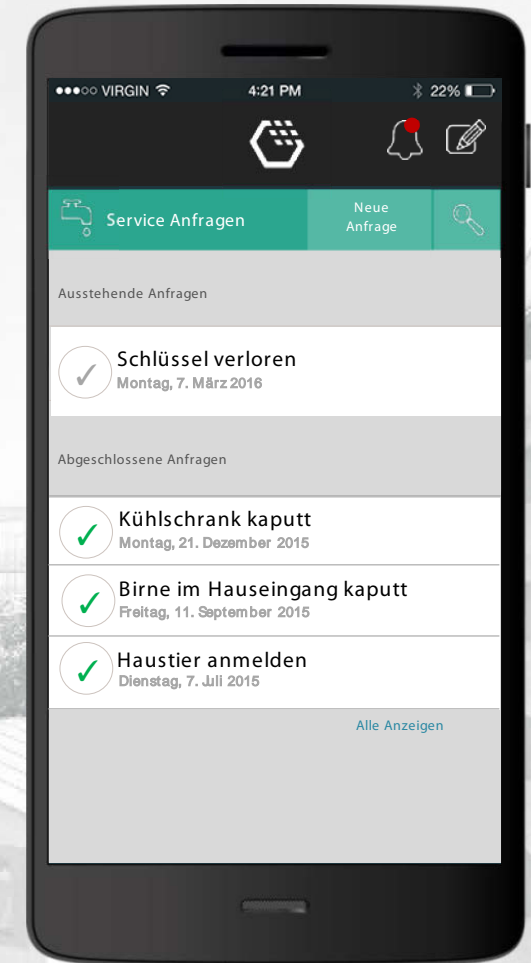 VIRGIN 4:21 PM 22%
Service Anfragen
Neue
Anfrage
Ausstehende Anfragen
Schlüssel verloren
Montag, 7. März 2016
Abgeschlossene Anfragen
Kühlschrank kaputt
Montag, 21. Dezember 2015
Birne im Hauseingang kaputt
Freitag, 11. September 2015
Haustier anmelden
Dienstag, 7. Juli 2015
Alle Anzeigen